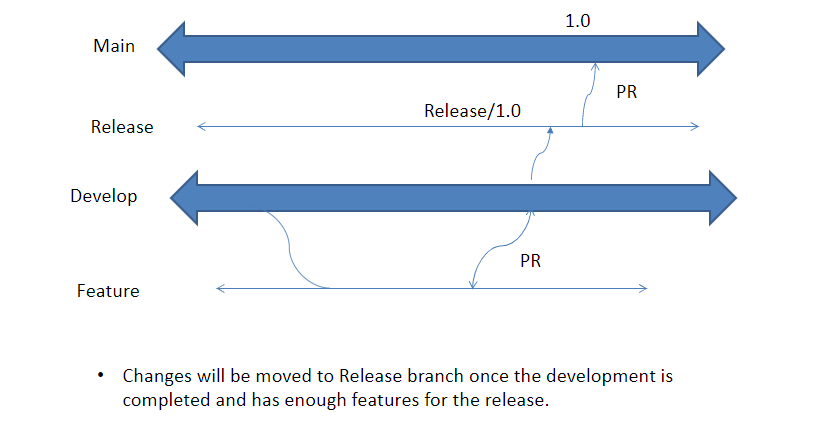 1.0
Main
PR
Release/1.0
Release
Develop
PR
Feature
• Changes will be moved to Release branch once the development is
completed and has enough features for the release.